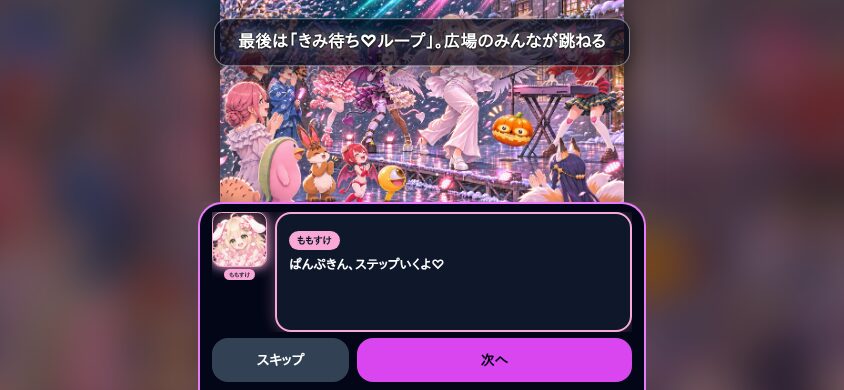 最後は「きみ待ち♡ループ」。広場のみんなが跳ねる
ももすけ
ももすけ
ぱんぷきん、ステップいくよ♡
スキップ
次へ